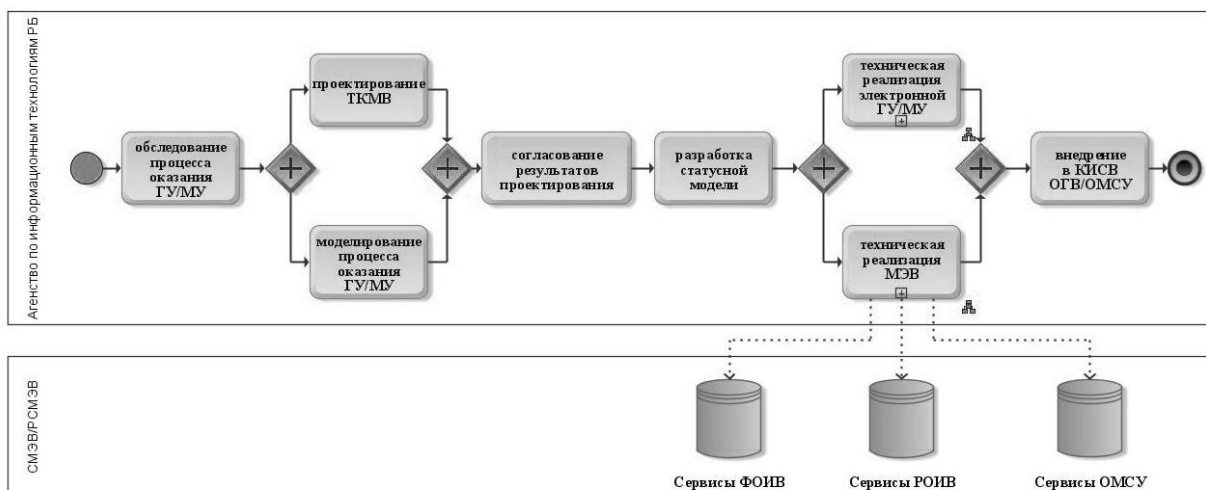 Агенство по информационным технологиям РБ
обследование
процесса
оказания
ГУ/МУ
проектирование
ТКМВ
моделирование
процесса
оказания
ГУ/МУ
согласование
результатов
проектирования
разработка
статусной
модели
техническая
реализация
электронной
ГУ/МУ
техническая
реализация
МЭВ
внедрение
в КИСВ
ОГВ/ОМСУ
СМЭВ/РСМЭВ
Сервисы ФОИВ
Сервисы РОИВ
Сервисы ОМСУ